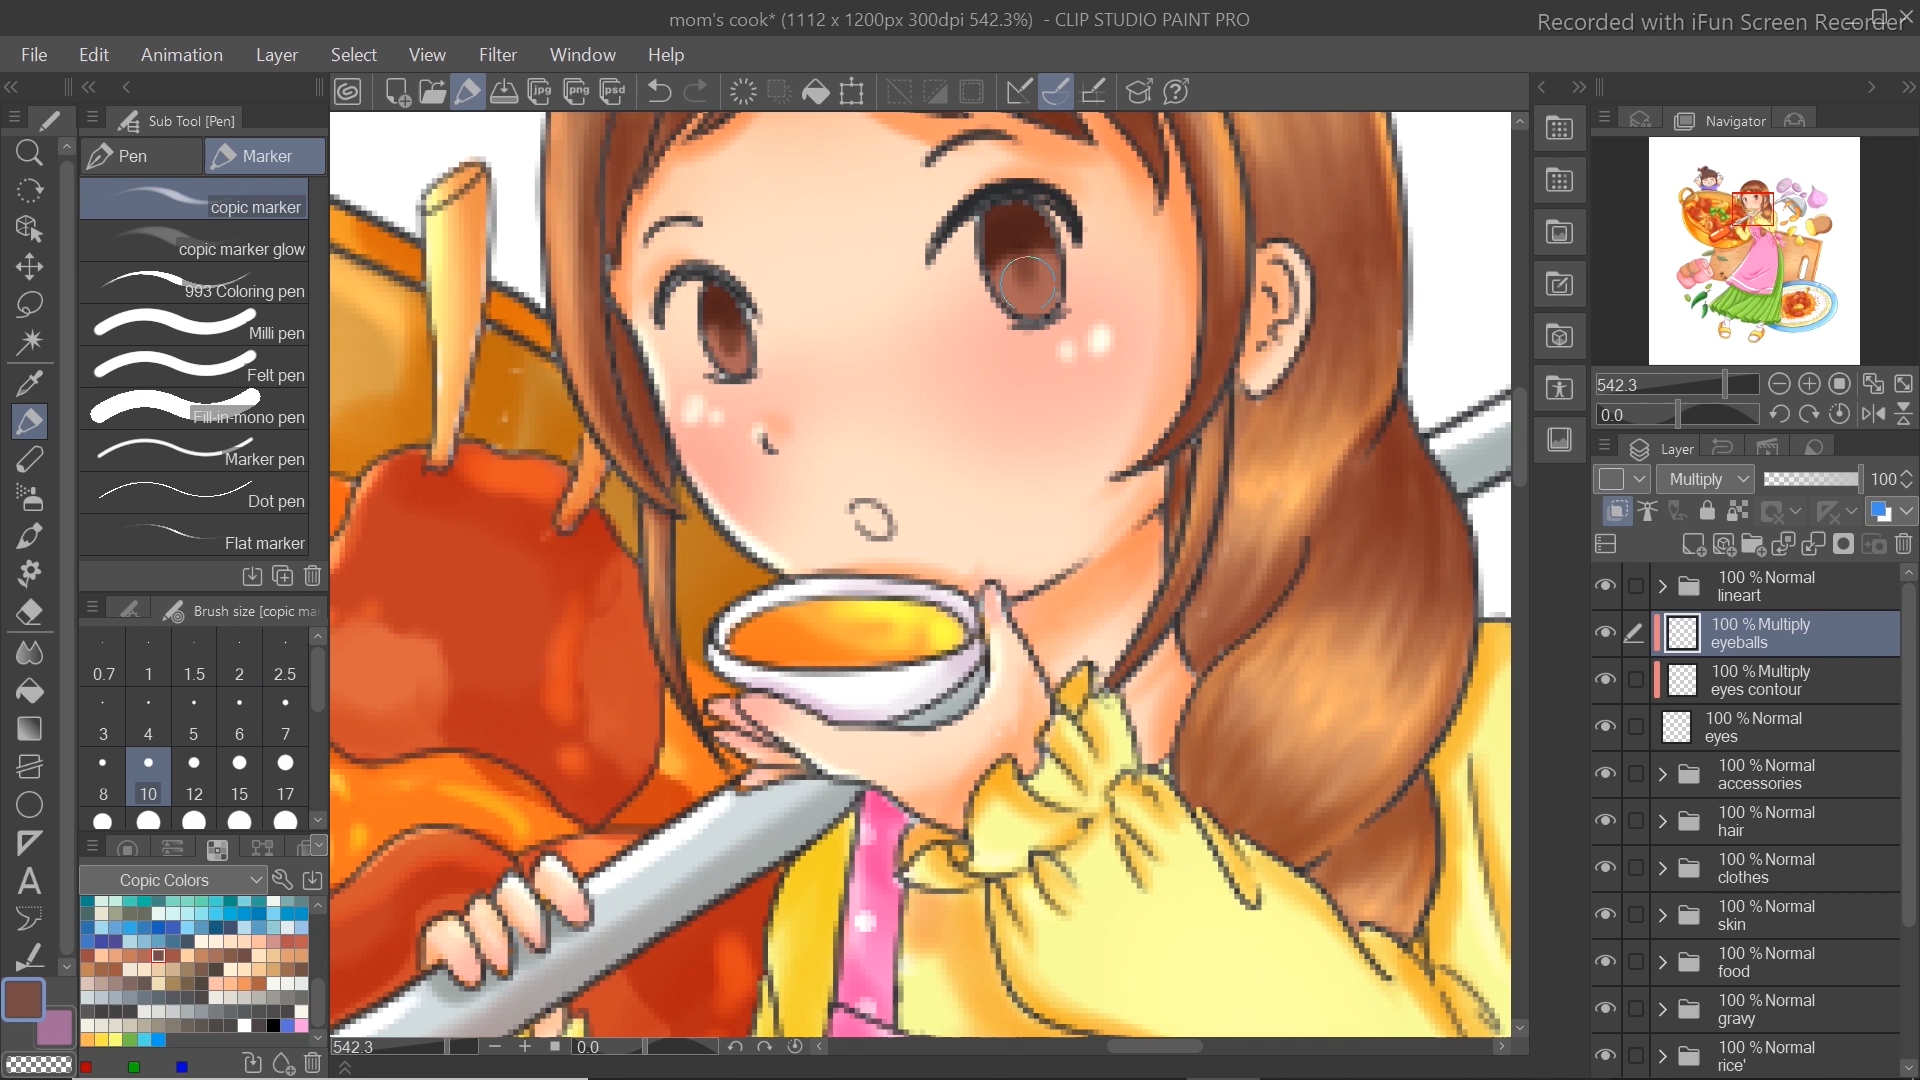 mom's cook* (1112 x 1200px 300dpi 542.3%) - CLIP STUDIO PAINT PRO
Recorded with iFun Screen Recorder
File Edit Animation Layer Select View Filter Window Help
jpg png psd
Sub Tool [Pen]
Pen Marker
copic marker
copic marker glow
993 Coloring pen
Milli pen
Felt pen
Fill-in-mono pen
Marker pen
Dot pen
Flat marker
Brush size [copic mar
0.7 1 1.5 2 2.5
3 4 5 6 7
8 10 12 15 17
Copic Colors
542.3 0.0
Navigator
542.3
0.0
Layer
Multiply 100
100 % Normal
lineart
100 % Multiply
eyeballs
100 % Multiply
eyes contour
100 % Normal
eyes
100 % Normal
accessories
100 % Normal
hair
100 % Normal
clothes
100 % Normal
skin
100 % Normal
food
100 % Normal
gravy
100 % Normal
rice'